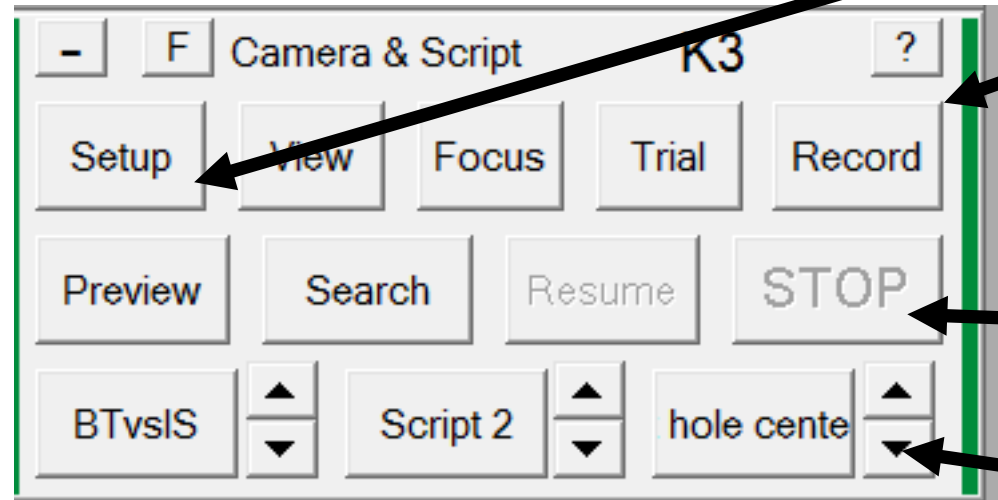 - F Camera & Script K3 ?
Setup View Focus Trial Record
Preview Search Resume STOP
BTvsIS Script 2 hole cente